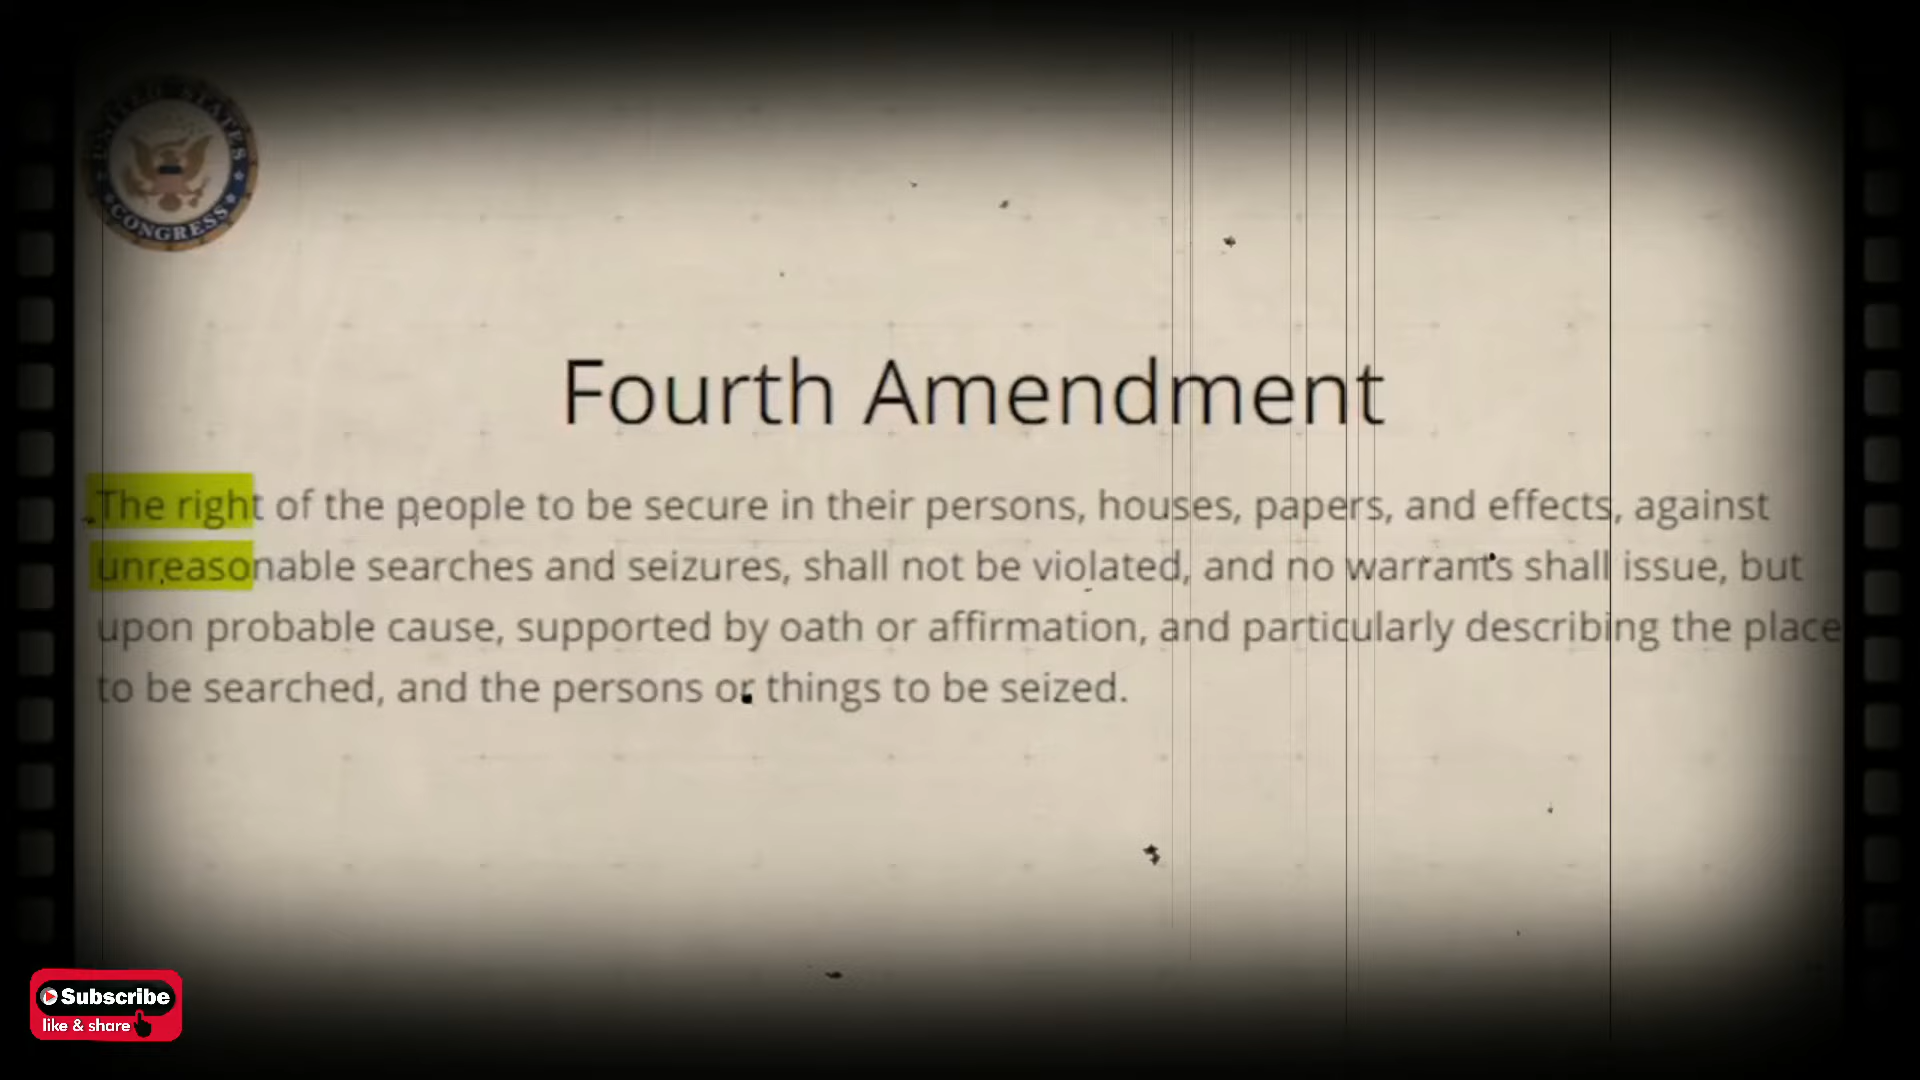 UNITED STATES
CONGRESS
Fourth Amendment
The right of the people to be secure in their persons, houses, papers, and effects, against
unreasonable searches and seizures, shall not be violated, and no warrants shall issue, but
upon probable cause, supported by oath or affirmation, and particularly describing the place
to be searched, and the persons or things to be seized.
Subscribe
like & share